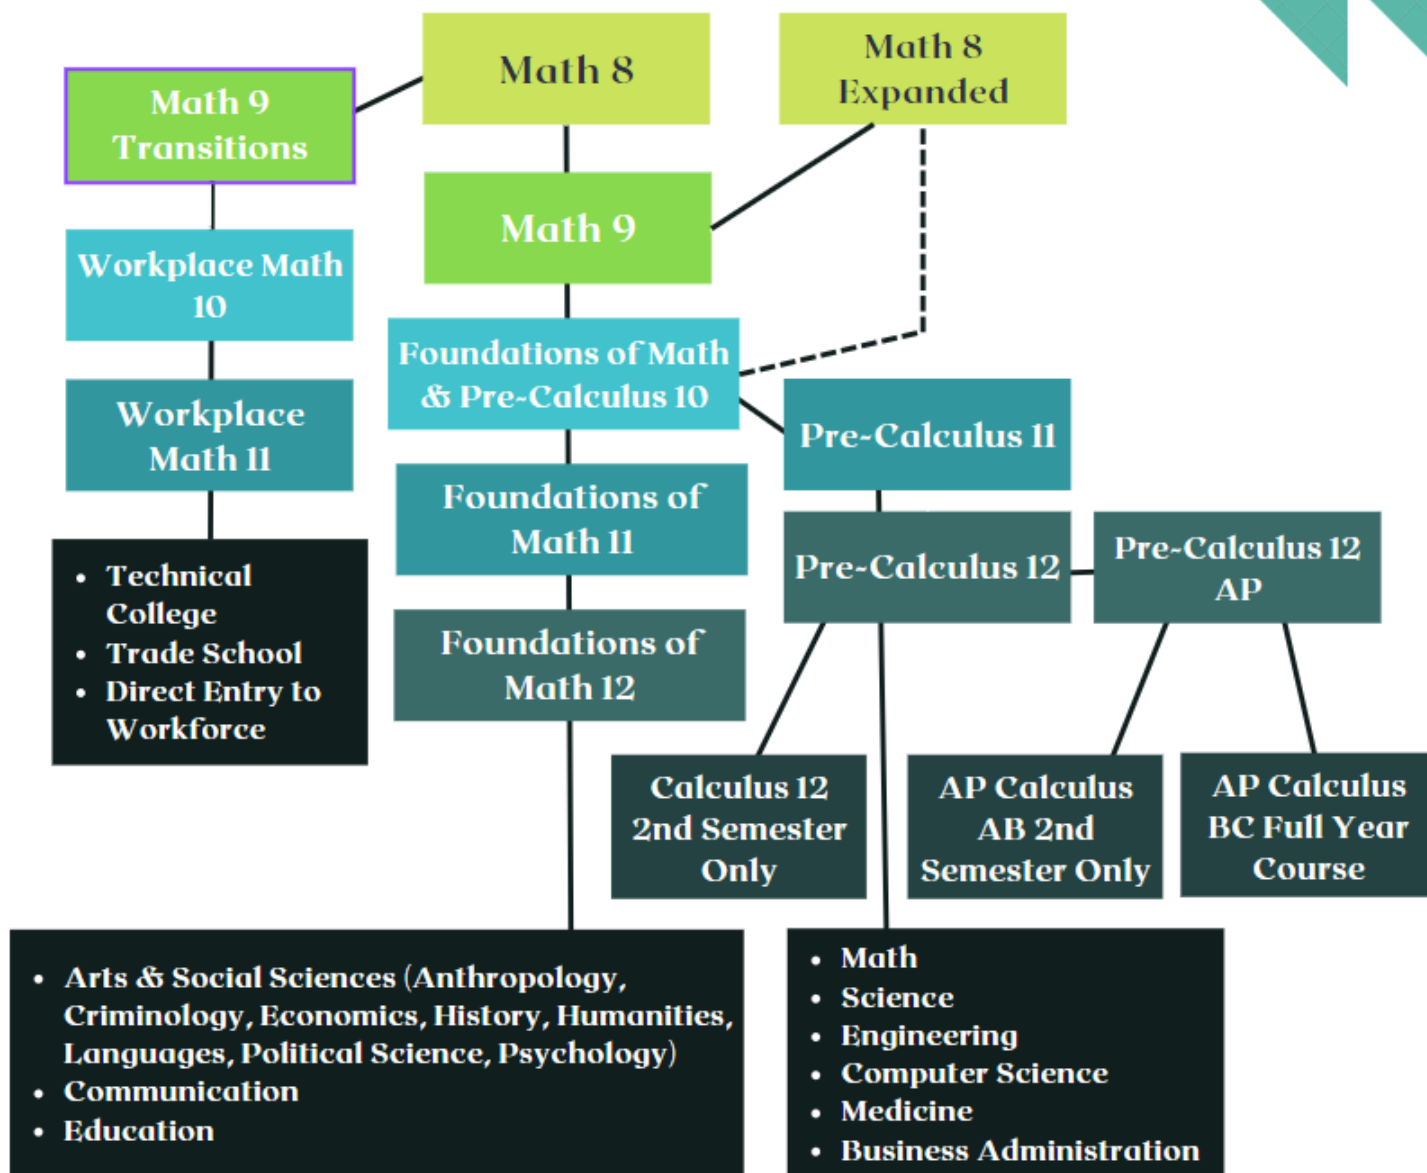 Math 8
Math 8
Expanded
Math 9
Transitions
Math 9
Workplace Math
10
Foundations of Math
& Pre-Calculus 10
Workplace
Math 11
Pre-Calculus 11
Foundations of
Math 11
Pre-Calculus 12
Pre-Calculus 12
AP
• Technical
College
• Trade School
• Direct Entry to
Workforce
Foundations of
Math 12
Calculus 12
2nd Semester
Only
AP Calculus
AB 2nd
Semester Only
AP Calculus
BC Full Year
Course
• Arts & Social Sciences (Anthropology,
Criminology, Economics, History, Humanities,
Languages, Political Science, Psychology)
• Communication
• Education
• Math
• Science
• Engineering
• Computer Science
• Medicine
• Business Administration